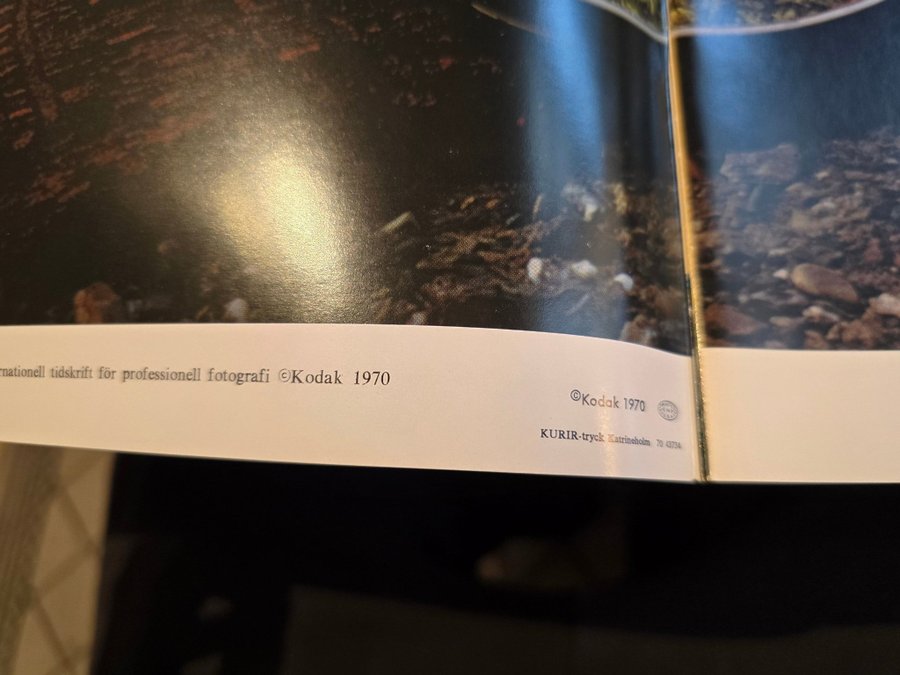 rnationell tidskrift för professionell fotografi ©Kodak 1970
©Kodak 1970
KURIR-tryck Katrineholm 70 43734